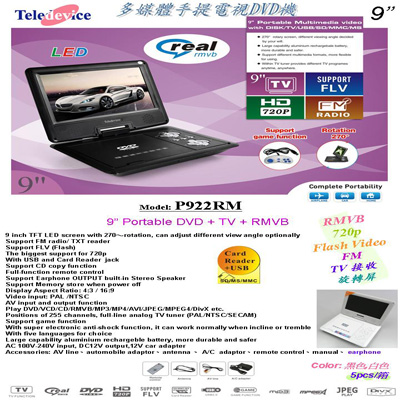 Teledevice
多媒體手提電視DVD機
9”
LED
real
rmvb
9" Portable Multimedia video
with DISK/TV/USB/SD/MMC/MS
9" TV
SUPPORT
FLV
HD
720P
FM
RADIO
Support
game function
Rotation
270°
Complete Portability
9"
Model: P922RM
9" Portable DVD + TV + RMVB
9 inch TFT LED screen with 270～rotation, can adjust different view angle optionally
Support FM radio/ TXT reader
Support FLV (Flash)
The biggest support for 720p
With USB and Card Reader jack
Support CD copy function
Full-function remote control
Support Earphone OUTPUT built-in Stereo Speaker
Support Memory store when power off
Display Aspect Ratio: 4:3 / 16:9
Video input: PAL /NTSC
AV input and output function
Play DVD/VCD/CD/RMVB/MP3/MP4/AVI/JPEG/MPEG4/DivX etc.
Positions of 255 channels, full-line analog TV tuner (PAL/NTSC/SECAM)
Support game function
With super electronic anti-shock function, it can work normally when incline or tremble
With five languages for choice
Large capability aluminium rechargeable battery, more durable and safer
AC 100V-240V input, DC12V output,12V car adapter
Accessories: AV line、automobile adaptor、antenna、A/C adaptor、remote control、manual、earphone
Card
Reader
+USB
SD/MS/MMC
RMVB
720p
Flash Video
FM
TV 接收
旋轉屏
Color: 黑色,白色
5pcs/箱